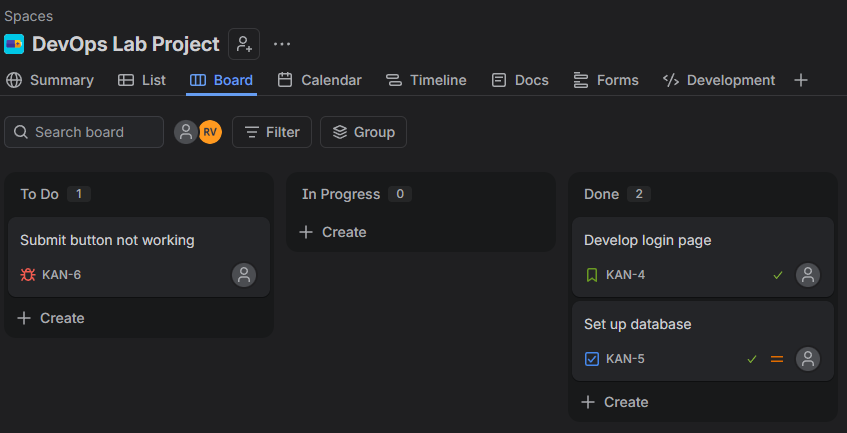 Spaces
DevOps Lab Project
Summary List Board Calendar Timeline Docs Forms Development
Search board RV Filter Group
To Do 1
Submit button not working
KAN-6
Create
In Progress 0
Create
Done 2
Develop login page
KAN-4
Set up database
KAN-5
Create